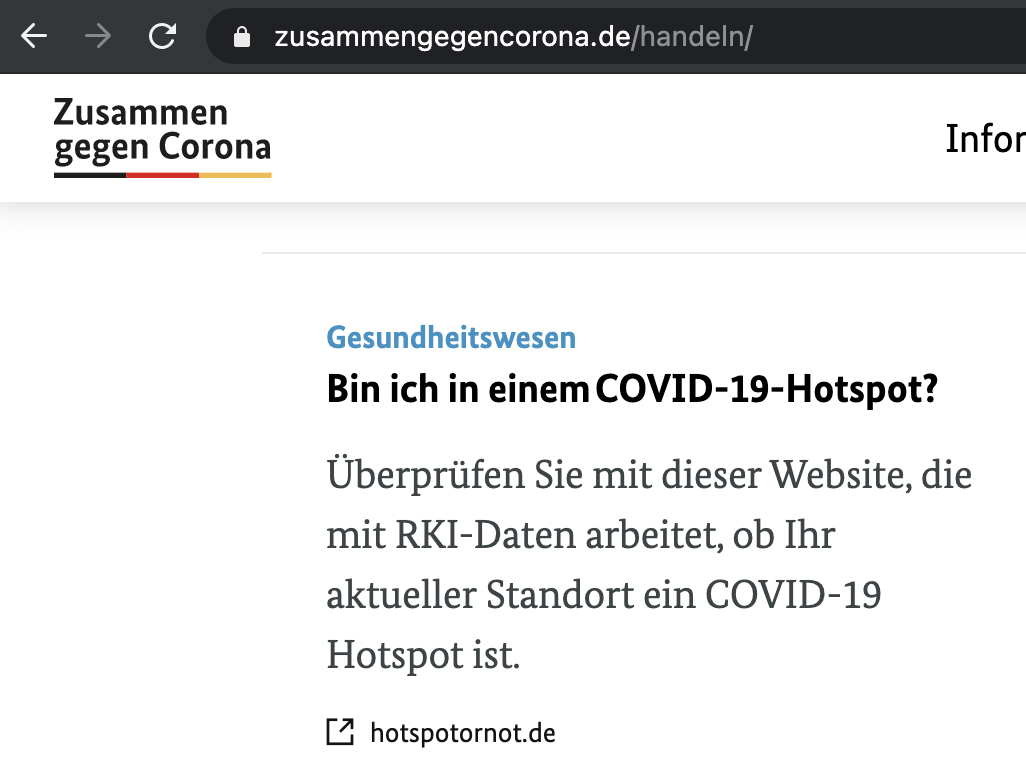 zusammengegencorona.de/handeln/
Zusammen
gegen Corona
Infor
Gesundheitswesen
Bin ich in einem COVID-19-Hotspot?
Überprüfen Sie mit dieser Website, die
mit RKI-Daten arbeitet, ob Ihr
aktueller Standort ein COVID-19
Hotspot ist.
hotspotornot.de